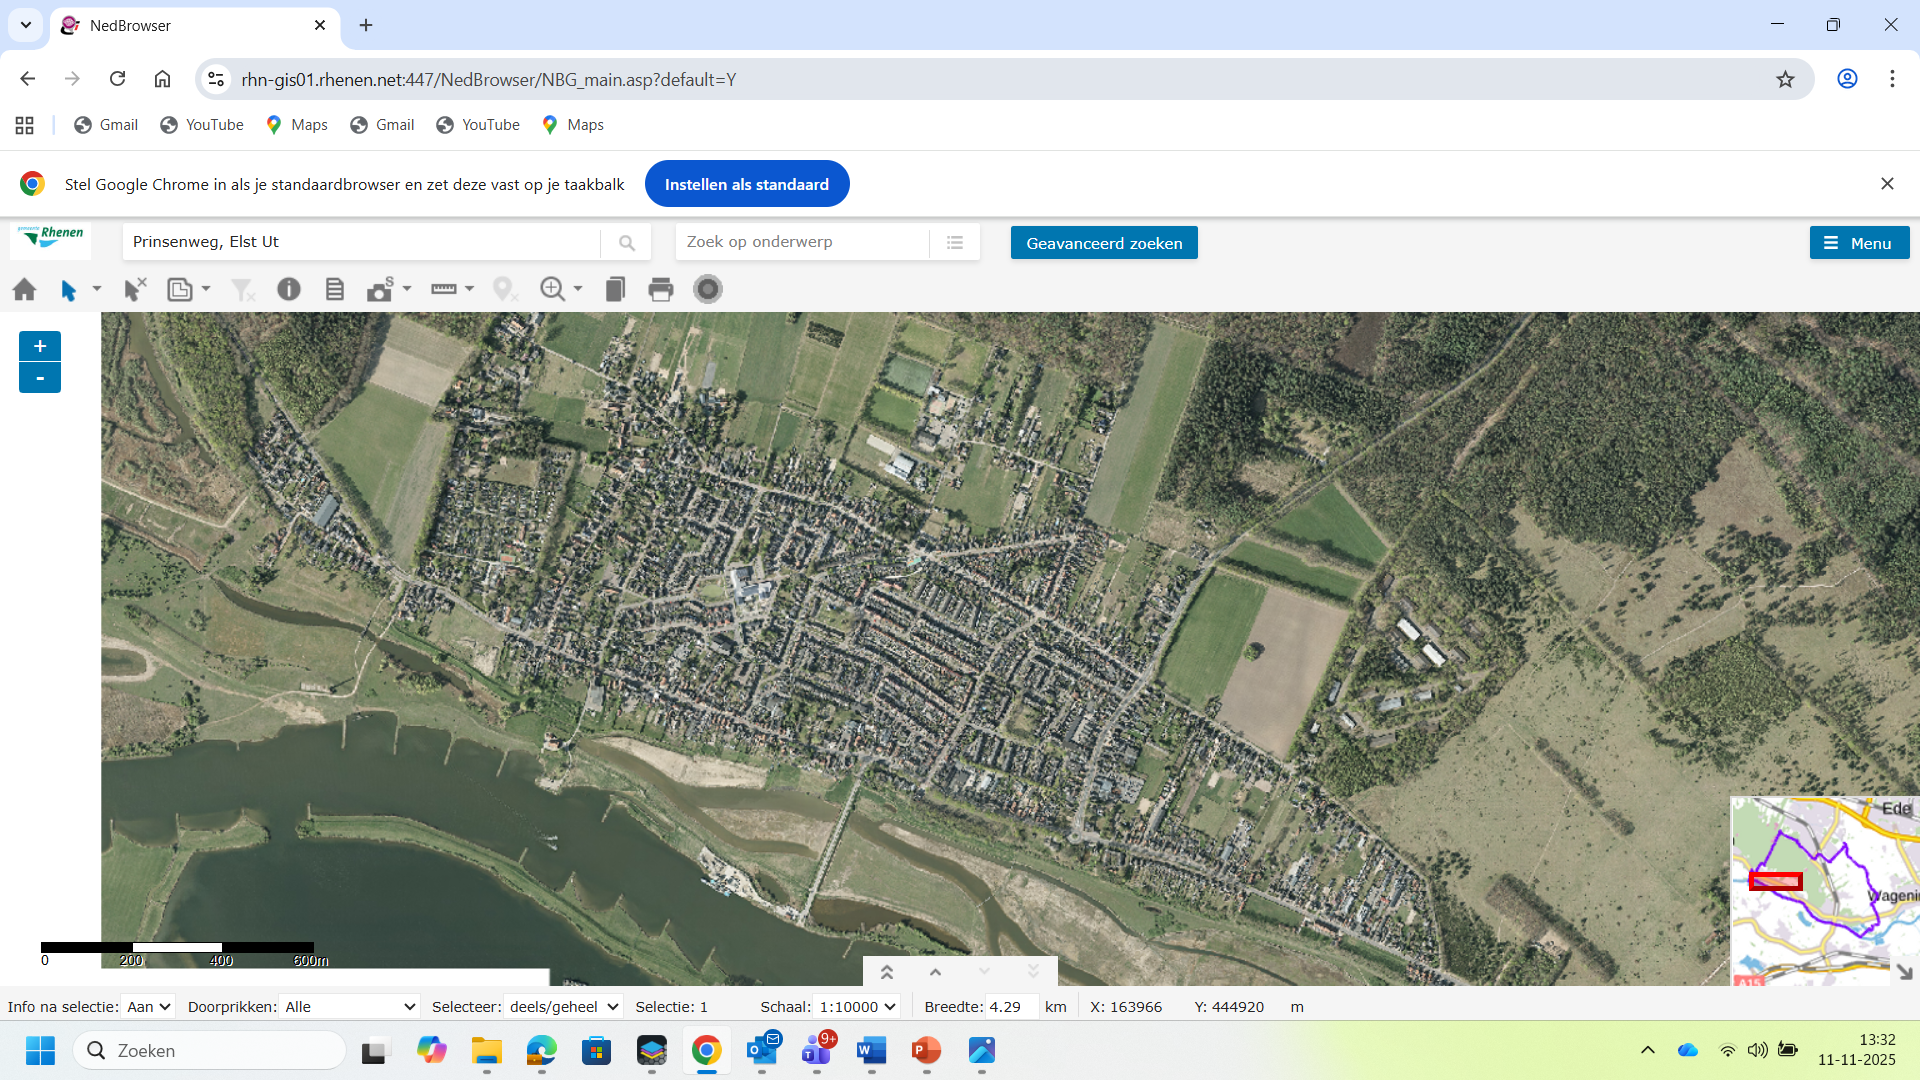 NedBrowser
rhn-gis01.rhenen.net:447/NedBrowser/NBG_main.asp?default=Y
Gmail YouTube Maps Gmail YouTube Maps
Stel Google Chrome in als je standaardbrowser en zet deze vast op je taakbalk Instellen als standaard
gemeente
Rhenen
Prinsenweg, Elst Ut Zoek op onderwerp Geavanceerd zoeken Menu
S
+
-
Ede
Wagenin
A15
0 200 400 600m
Info na selectie: Aan Doorprikken: Alle Selecteer: deels/geheel Selectie: 1 Schaal: 1:10000 Breedte: 4.29 km X: 163966 Y: 444920 m
Zoeken
9+
13:32
11-11-2025